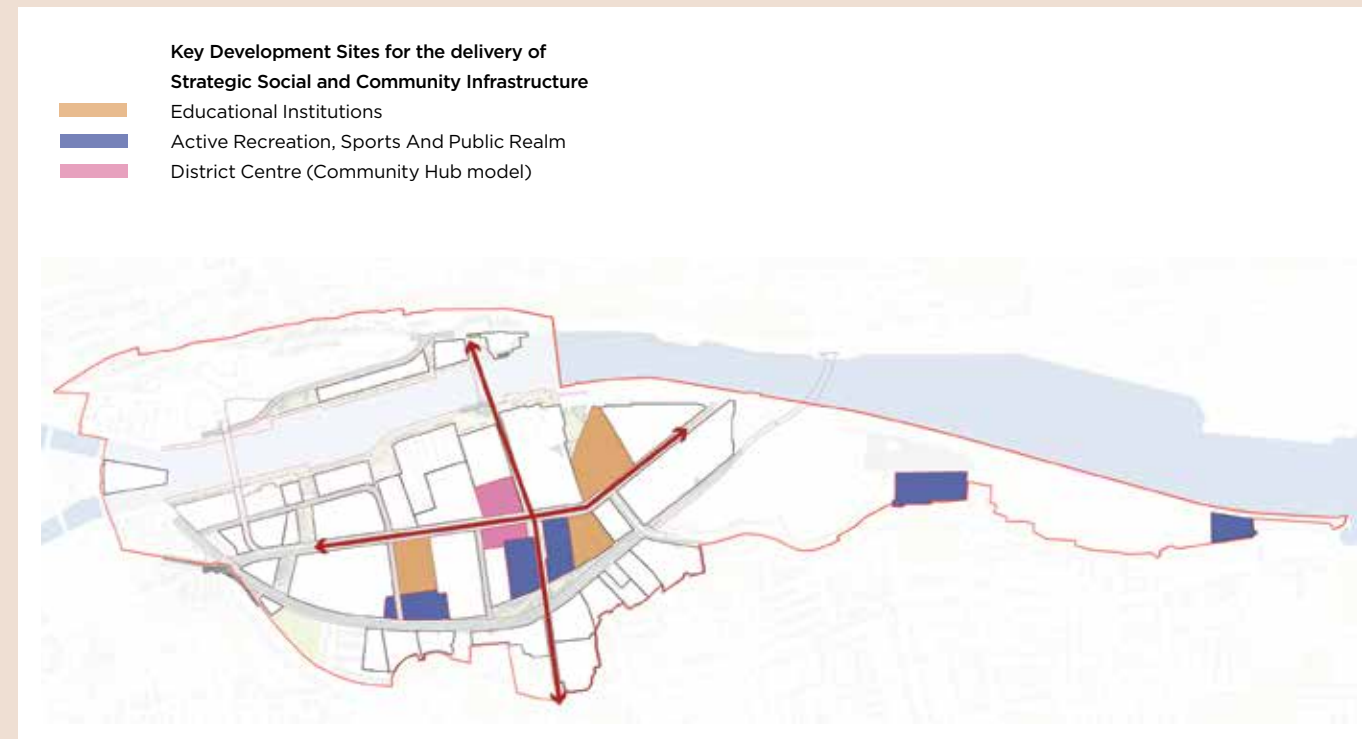 Key Development Sites for the delivery of
Strategic Social and Community Infrastructure
Educational Institutions
Active Recreation, Sports And Public Realm
District Centre (Community Hub model)